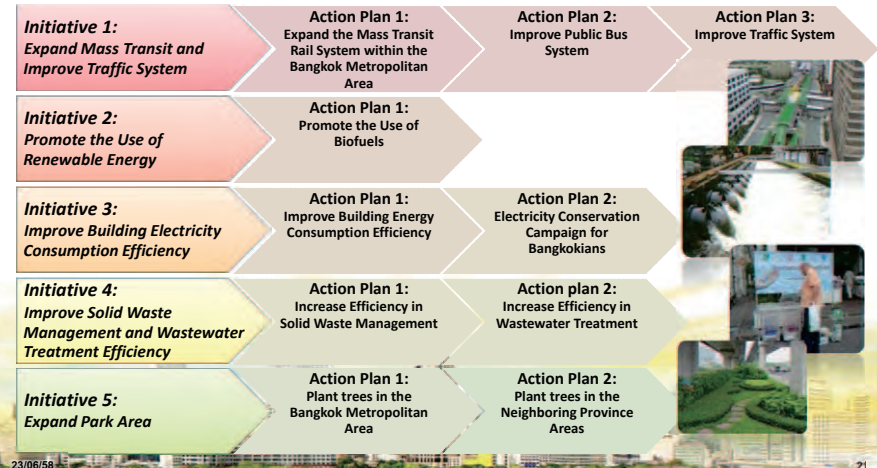 Initiative 1:
Expand Mass Transit and
Improve Traffic System
Action Plan 1:
Expand the Mass Transit
Rail System within the
Bangkok Metropolitan
Area
Action Plan 2:
Improve Public Bus
System
Action Plan 3:
Improve Traffic System
Initiative 2:
Promote the Use of
Renewable Energy
Action Plan 1:
Promote the Use of
Biofuels
Initiative 3:
Improve Building Electricity
Consumption Efficiency
Action Plan 1:
Improve Building Energy
Consumption Efficiency
Action Plan 2:
Electricity Conservation
Campaign for
Bangkokians
Initiative 4:
Improve Solid Waste
Management and Wastewater
Treatment Efficiency
Action Plan 1:
Increase Efficiency in
Solid Waste Management
Action plan 2:
Increase Efficiency in
Wastewater Treatment
Initiative 5:
Expand Park Area
Action Plan 1:
Plant trees in the
Bangkok Metropolitan
Area
Action Plan 2:
Plant trees in the
Neighboring Province
Areas
23/06/58
21